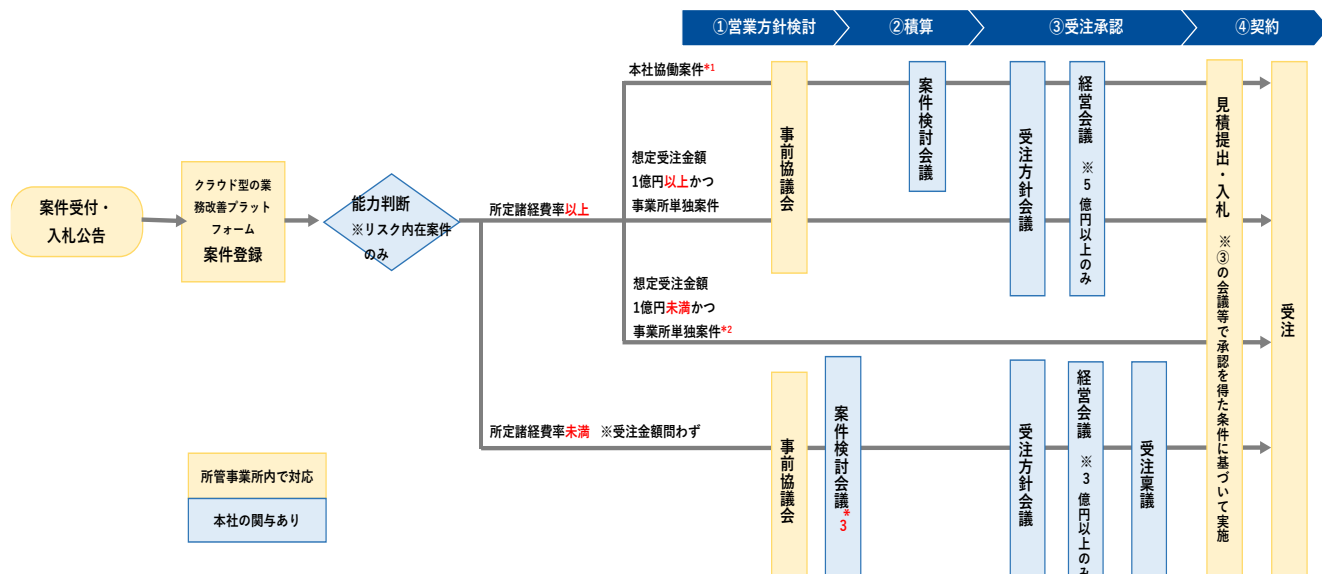 ①営業方針検討
②積算
③受注承認
④契約
案件受付・
入札公告
クラウド型の業
務改善プラット
フォーム
案件登録
能力判断
※リスク内在案件
のみ
所定諸経費率以上
本社協働案件*1
想定受注金額
1億円以上かつ
事業所単独案件
想定受注金額
1億円未満かつ
事業所単独案件*2
事前協議会
案件検討会議
受注方針会議
経営会議 ※5億円以上のみ
見積提出・入札 ※③の会議等で承認を得た条件に基づいて実施
受注
所定諸経費率未満 ※受注金額問わず
事前協議会
案件検討会議*3
受注方針会議
経営会議 ※3億円以上のみ
受注稟議
所管事業所内で対応
本社の関与あり